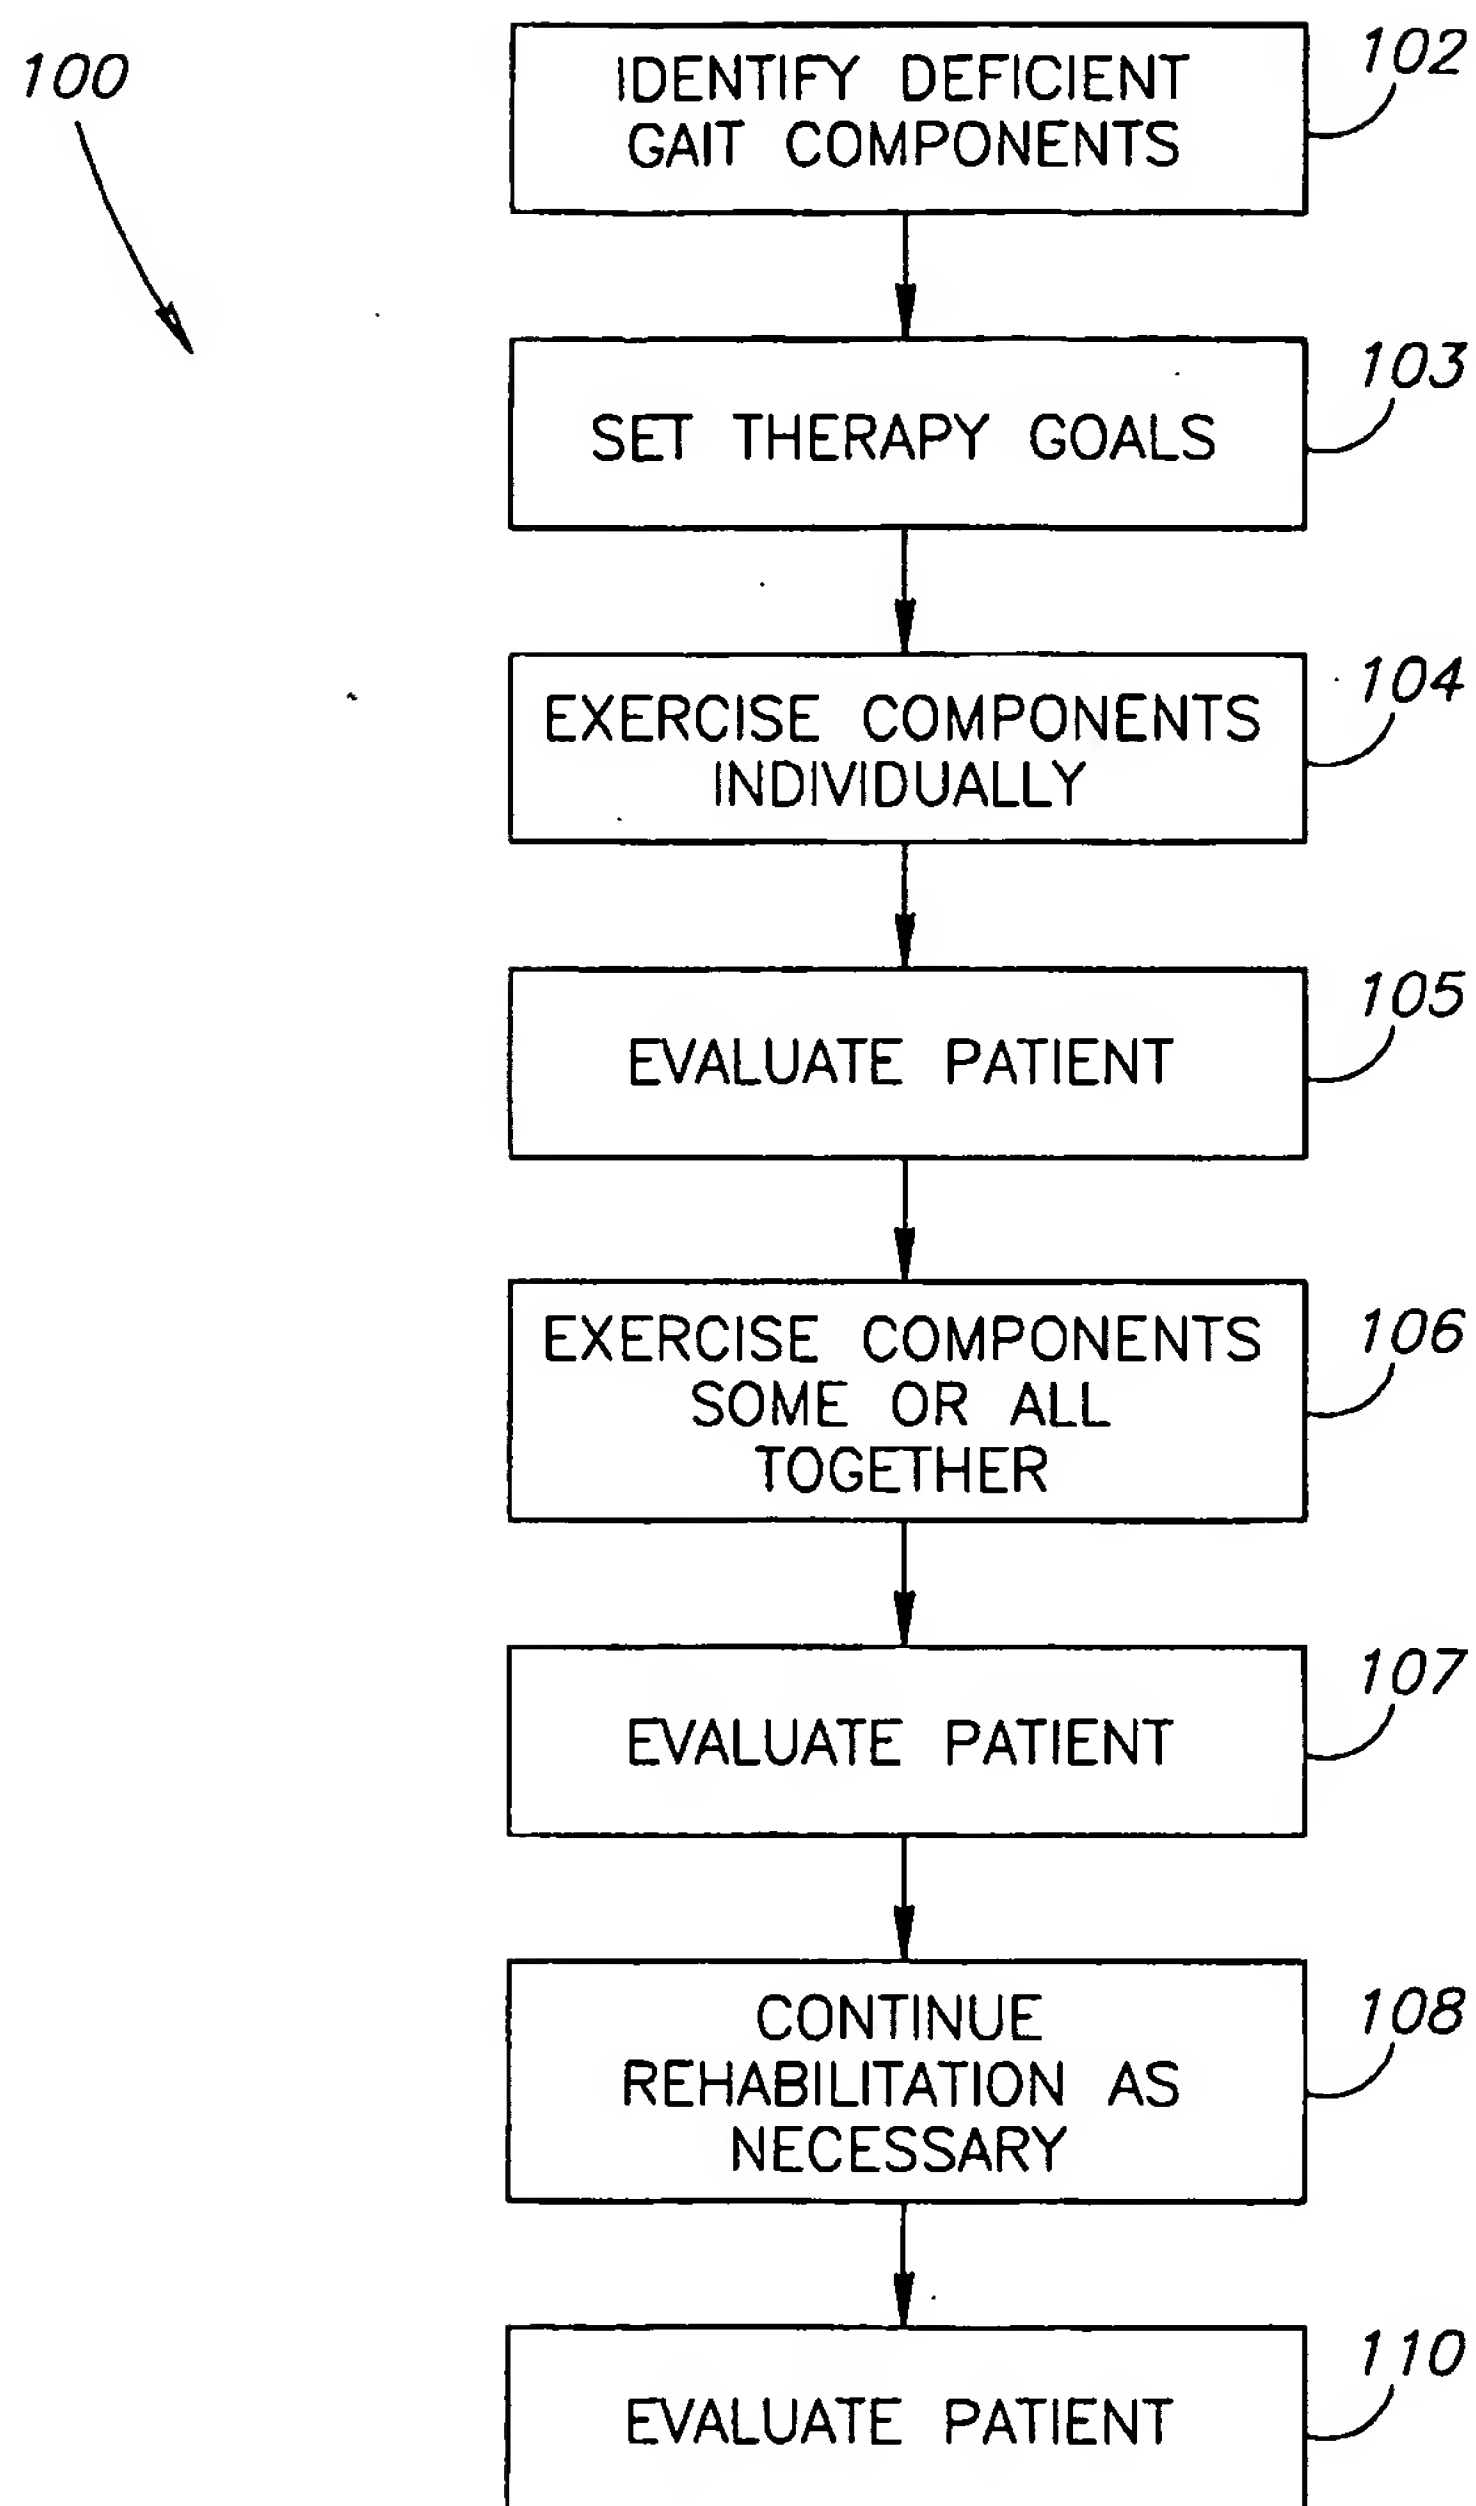 100
IDENTIFY DEFICIENT
GAIT COMPONENTS
102
SET THERAPY GOALS
103
EXERCISE COMPONENTS
INDIVIDUALLY
104
EVALUATE PATIENT
105
EXERCISE COMPONENTS
SOME OR ALL
TOGETHER
106
EVALUATE PATIENT
107
CONTINUE
REHABILITATION AS
NECESSARY
108
EVALUATE PATIENT
110